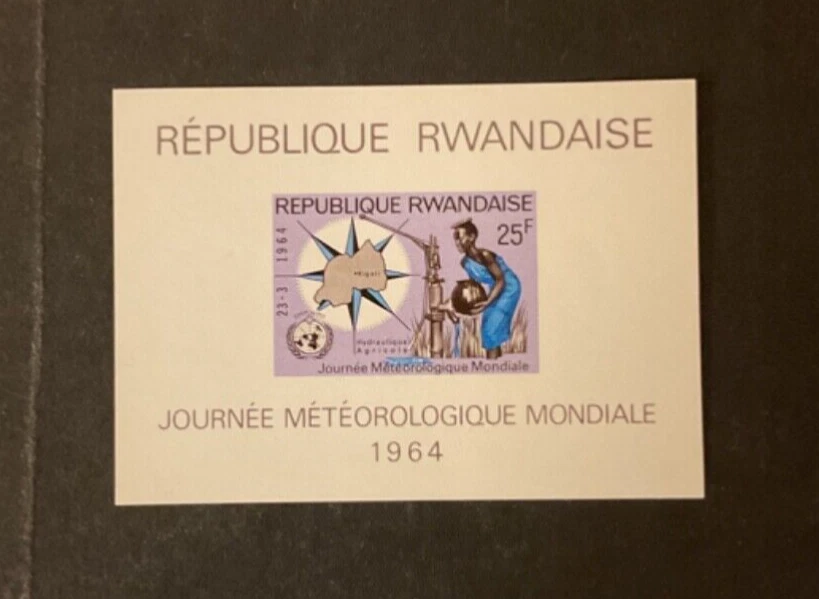 RÉPUBLIQUE RWANDAISE
REPUBLIQUE RWANDAISE
25F
23-3 1964
Kigali
Hydraulique
Agricole
Journée Météorologique Mondiale
JOURNÉE MÉTÉOROLOGIQUE MONDIALE
1964